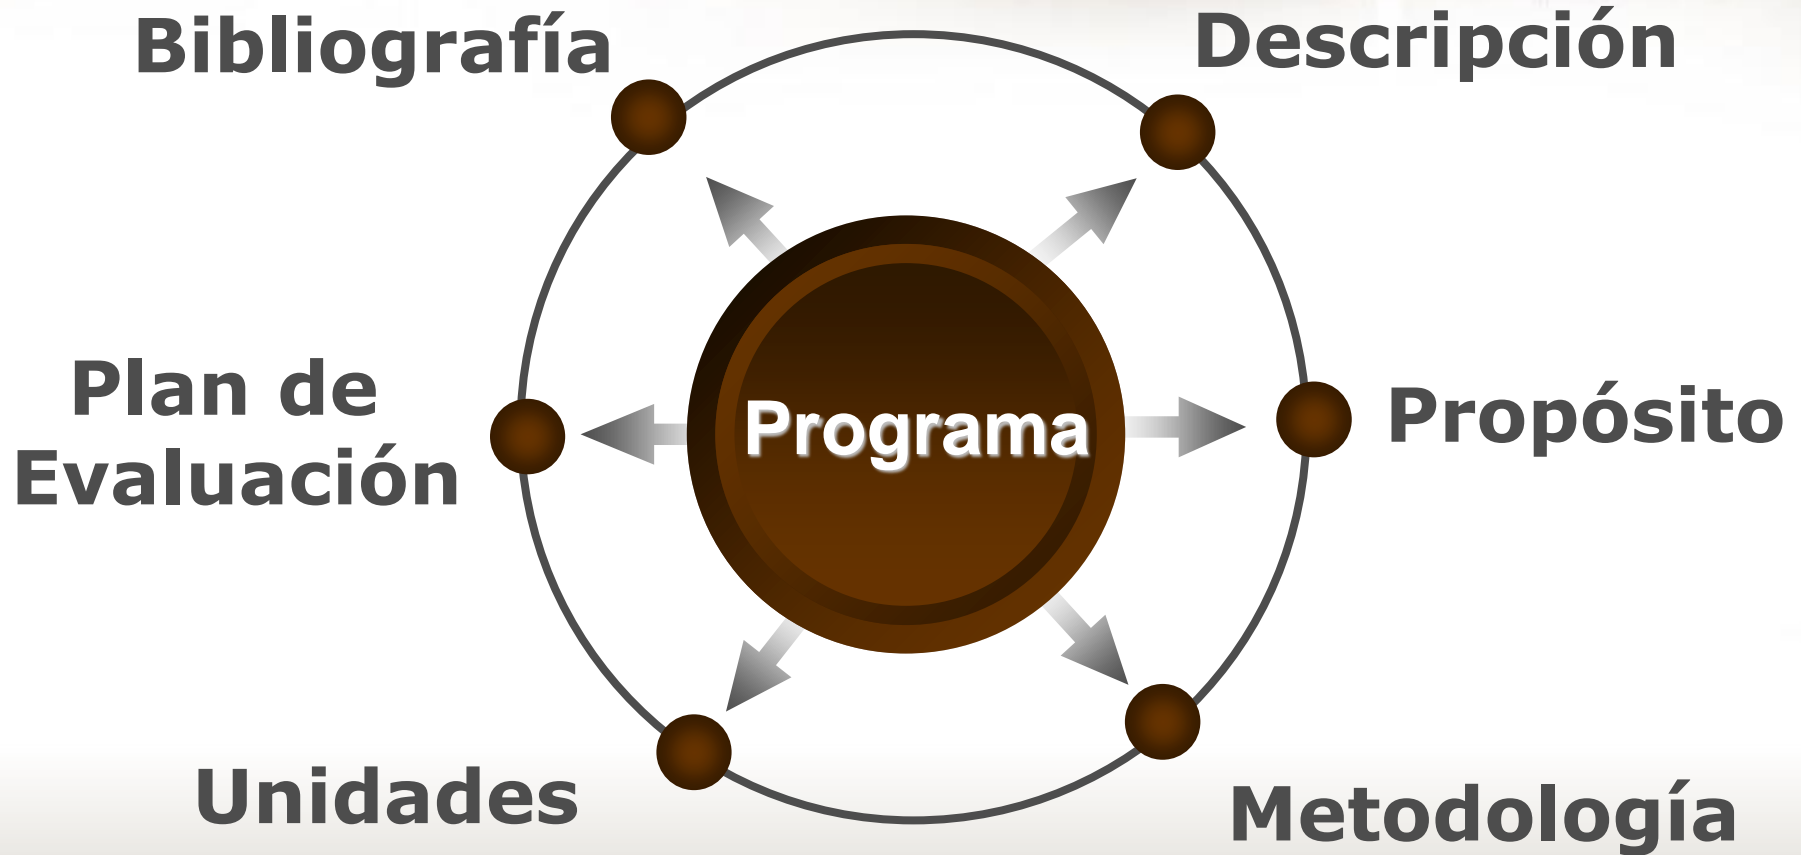 Bibliografía
Descripción
Plan de
Evaluación
Programa
Propósito
Unidades
Metodología